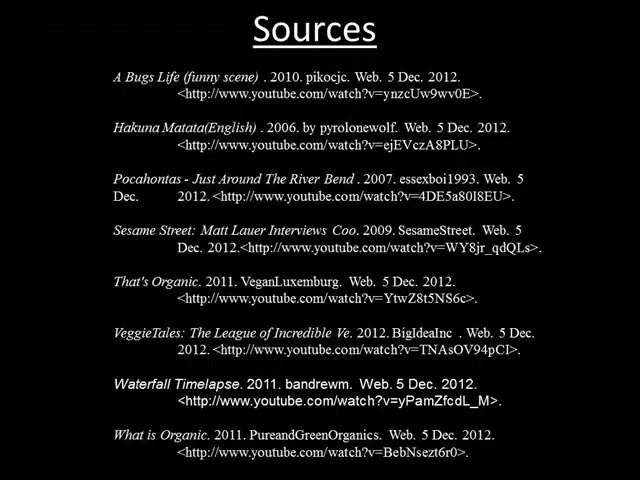 Sources
A Bugs Life (funny scene) . 2010. pikocjc. Web. 5 Dec. 2012.
<http://www.youtube.com/watch?v=ynzcUw9wv0E>.
Hakuna Matata(English) . 2006. by pyrolonewolf. Web. 5 Dec. 2012.
<http://www.youtube.com/watch?v=ejEVczA8PLU>.
Pocahontas - Just Around The River Bend . 2007. essexboi1993. Web. 5
Dec. 2012. <http://www.youtube.com/watch?v=4DE5a80I8EU>.
Sesame Street: Matt Lauer Interviews Coo. 2009. SesameStreet. Web. 5
Dec. 2012.<http://www.youtube.com/watch?v=WY8jr_qdQLs>.
That's Organic. 2011. VeganLuxemburg. Web. 5 Dec. 2012.
<http://www.youtube.com/watch?v=YtwZ8t5NS6c>.
VeggieTales: The League of Incredible Ve. 2012. BigIdeaInc . Web. 5 Dec.
2012. <http://www.youtube.com/watch?v=TNAsOV94pCI>.
Waterfall Timelapse. 2011. bandrewm. Web. 5 Dec. 2012.
<http://www.youtube.com/watch?v=yPamZfcdL_M>.
What is Organic. 2011. PureandGreenOrganics. Web. 5 Dec. 2012.
<http://www.youtube.com/watch?v=BebNsezt6r0>.